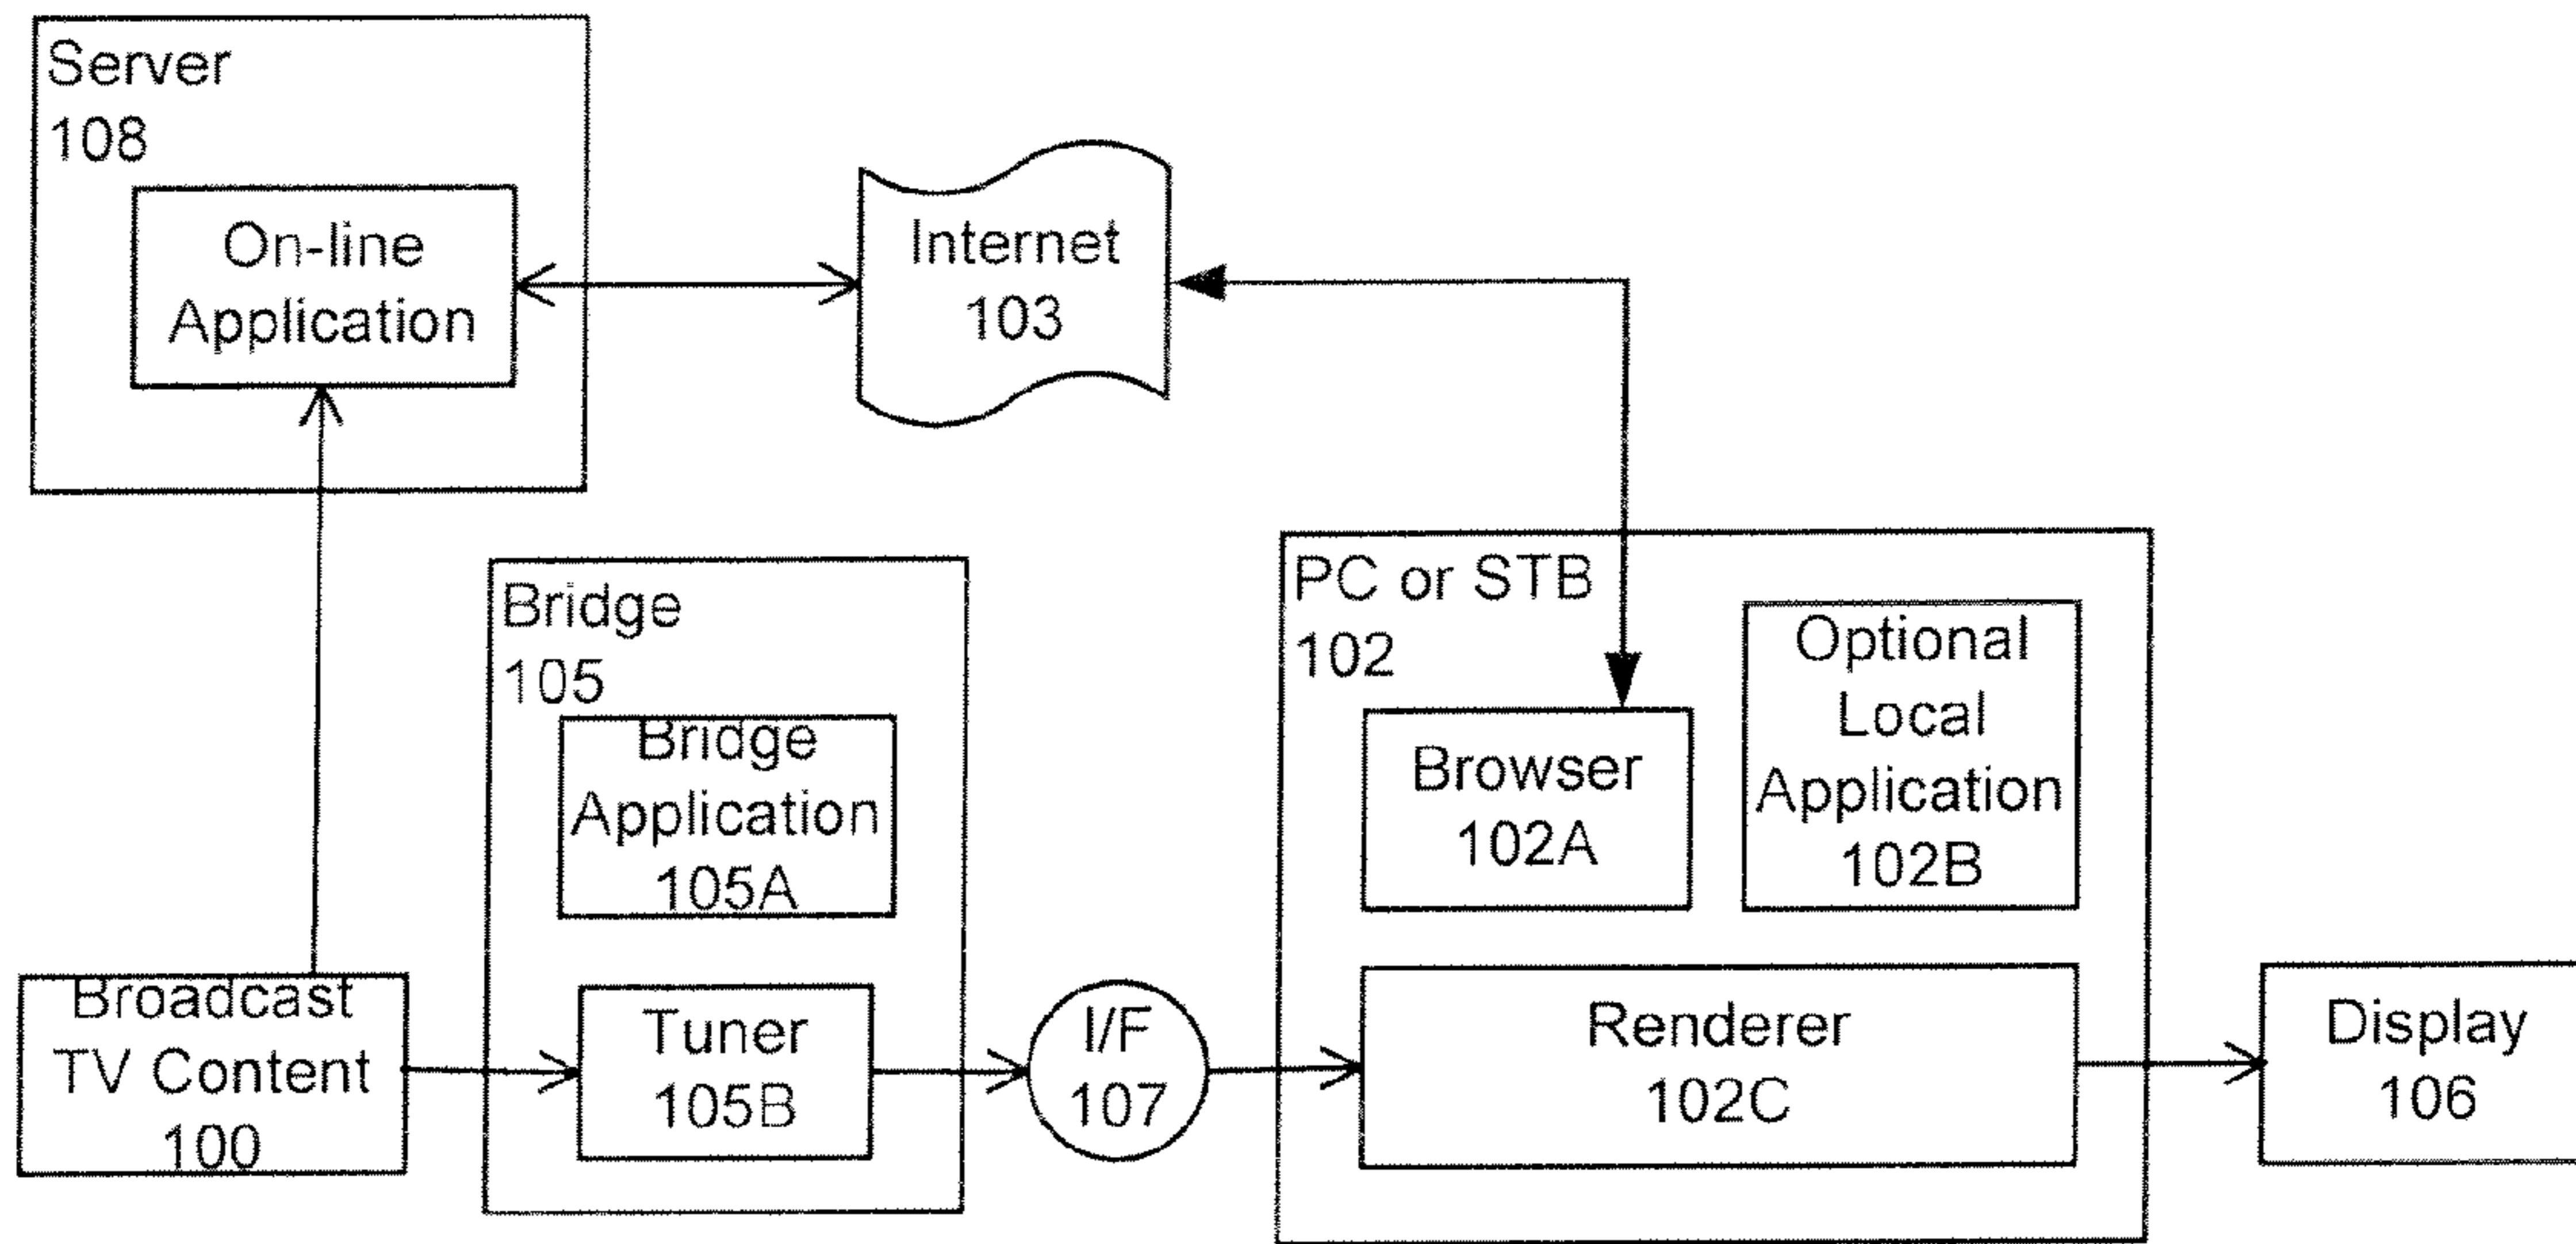 Server
108
On-line
Application
Internet
103
Bridge
105
Bridge
Application
105A
PC or STB
102
Browser
102A
Optional
Local
Application
102B
Broadcast
TV Content
100
Tuner
105B
I/F
107
Renderer
102C
Display
106